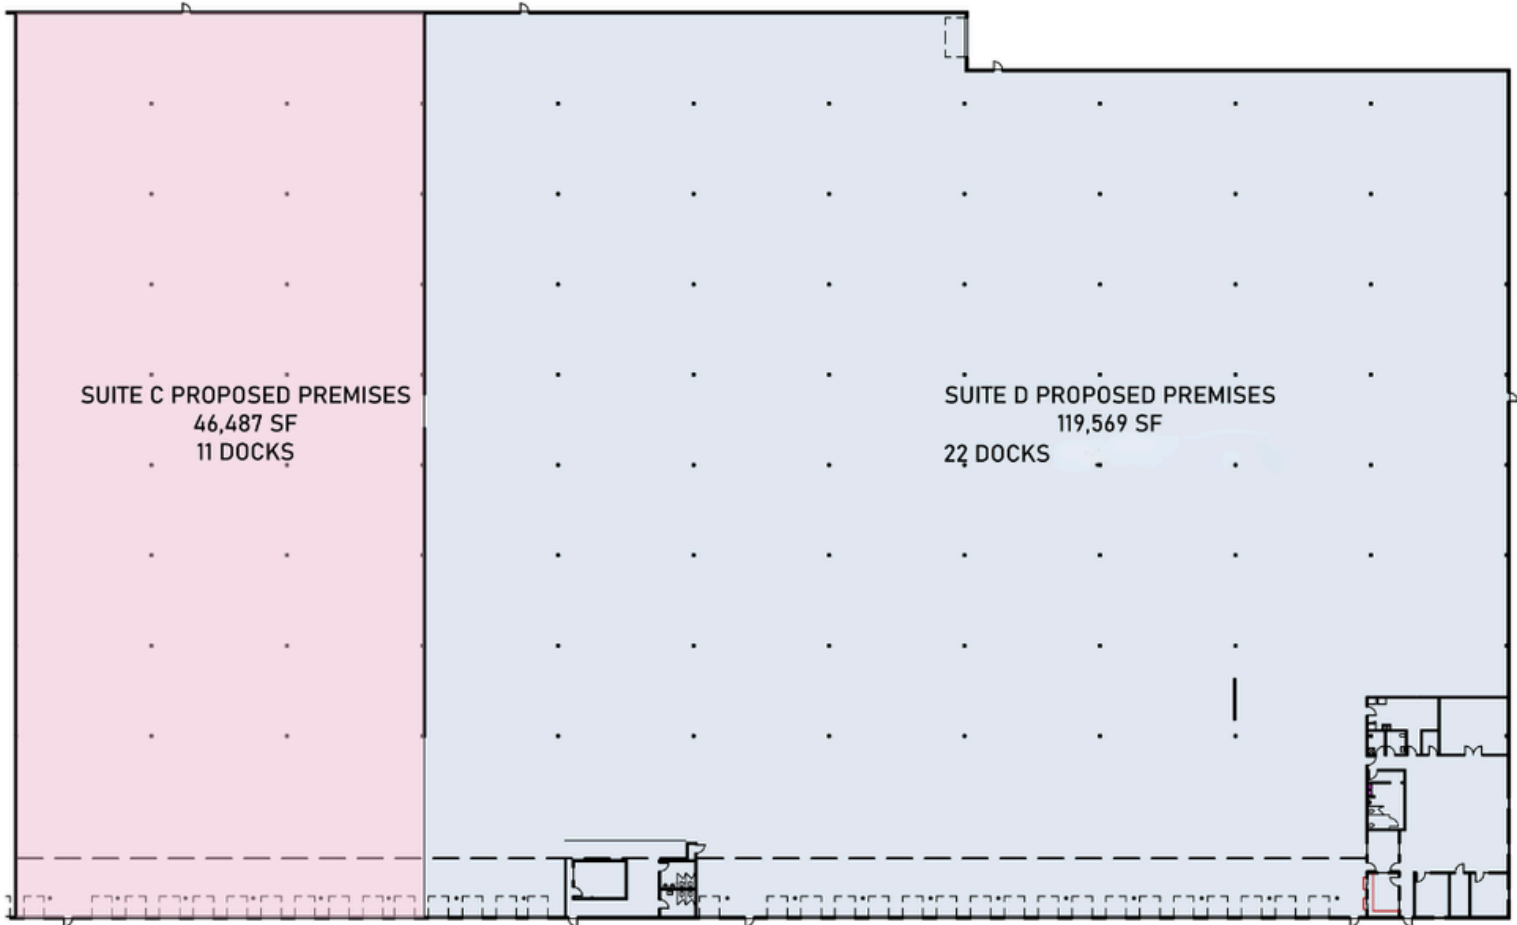 SUITE C PROPOSED PREMISES
46,487 SF
11 DOCKS
SUITE D PROPOSED PREMISES
119,569 SF
22 DOCKS